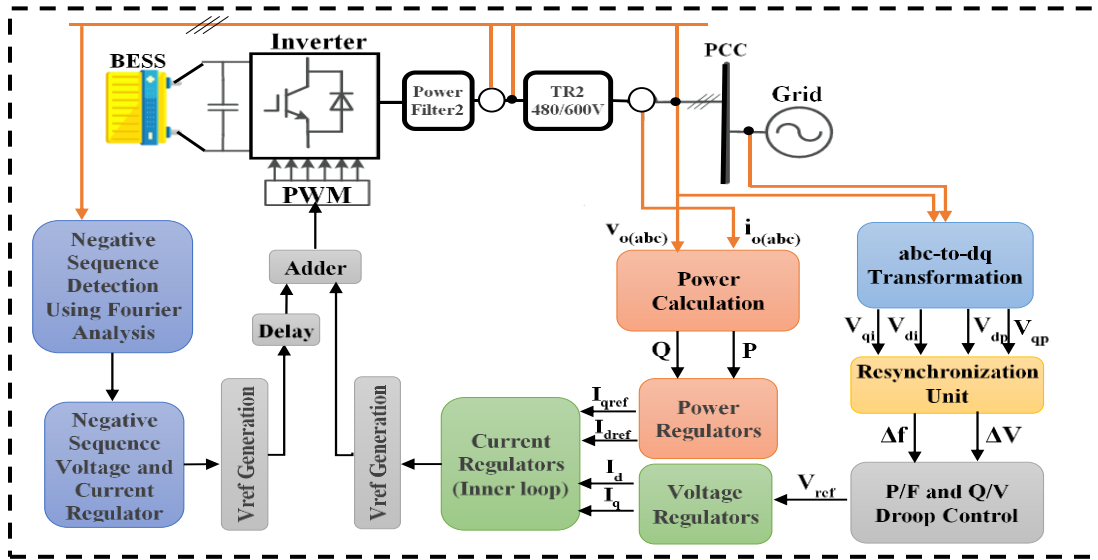 BESS
Inverter
PCC
Grid
Power
Filter2
TR2
480/600V
PWM
Negative
Sequence
Detection
Using Fourier
Analysis
Adder
Delay
v₀(abc)
i₀(abc)
Power
Calculation
abc-to-dq
Transformation
Q
P
Vqi
Vdi
Vdp
Vqp
Resynchronization
Unit
Negative
Sequence
Voltage and
Current
Regulator
Vref Generation
Vref Generation
Current
Regulators
(Inner loop)
Iqref
Idref
Id
Iq
Power
Regulators
Voltage
Regulators
Δf
ΔV
Vref
P/F and Q/V
Droop Control